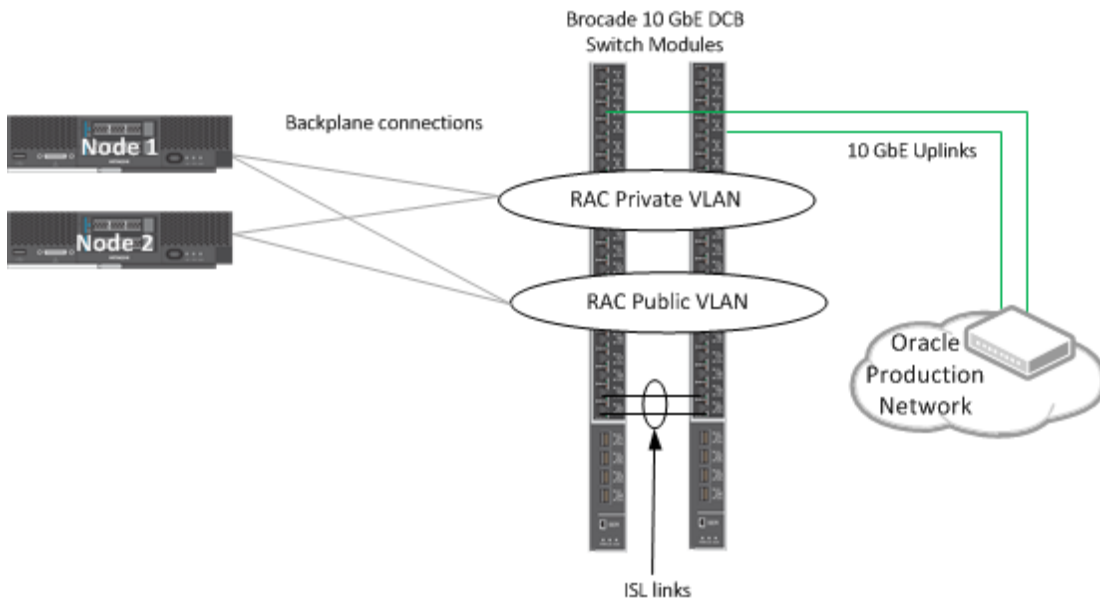 Brocade 10 GbE DCB
Switch Modules
Backplane connections
Node 1
10 GbE Uplinks
RAC Private VLAN
Node 2
RAC Public VLAN
Oracle
Production
Network
ISL links